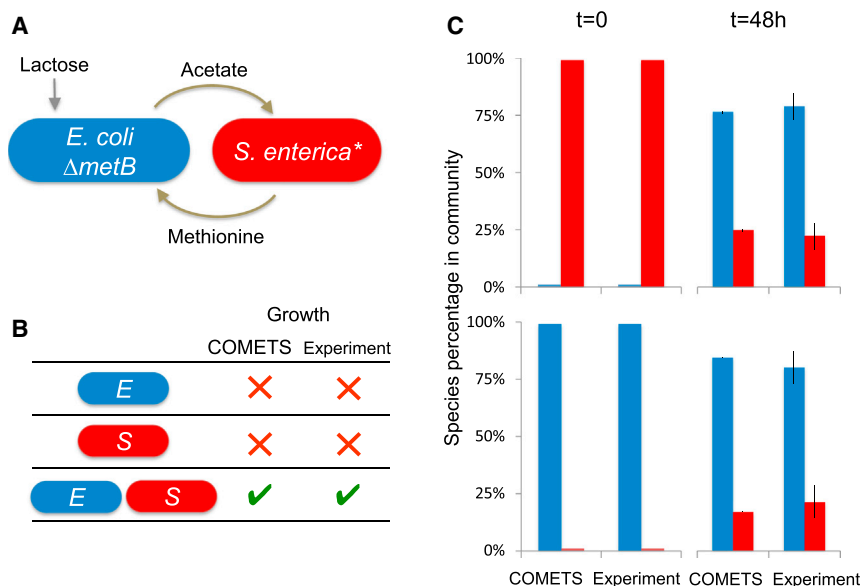 A
Lactose
Acetate
E. coli
ΔmetB
S. enterica*
Methionine
B
Growth
COMETS Experiment
E
S
E S
C
t=0 t=48h
Species percentage in community
100%
75%
50%
25%
0%
100%
75%
50%
25%
0%
COMETS Experiment COMETS Experiment